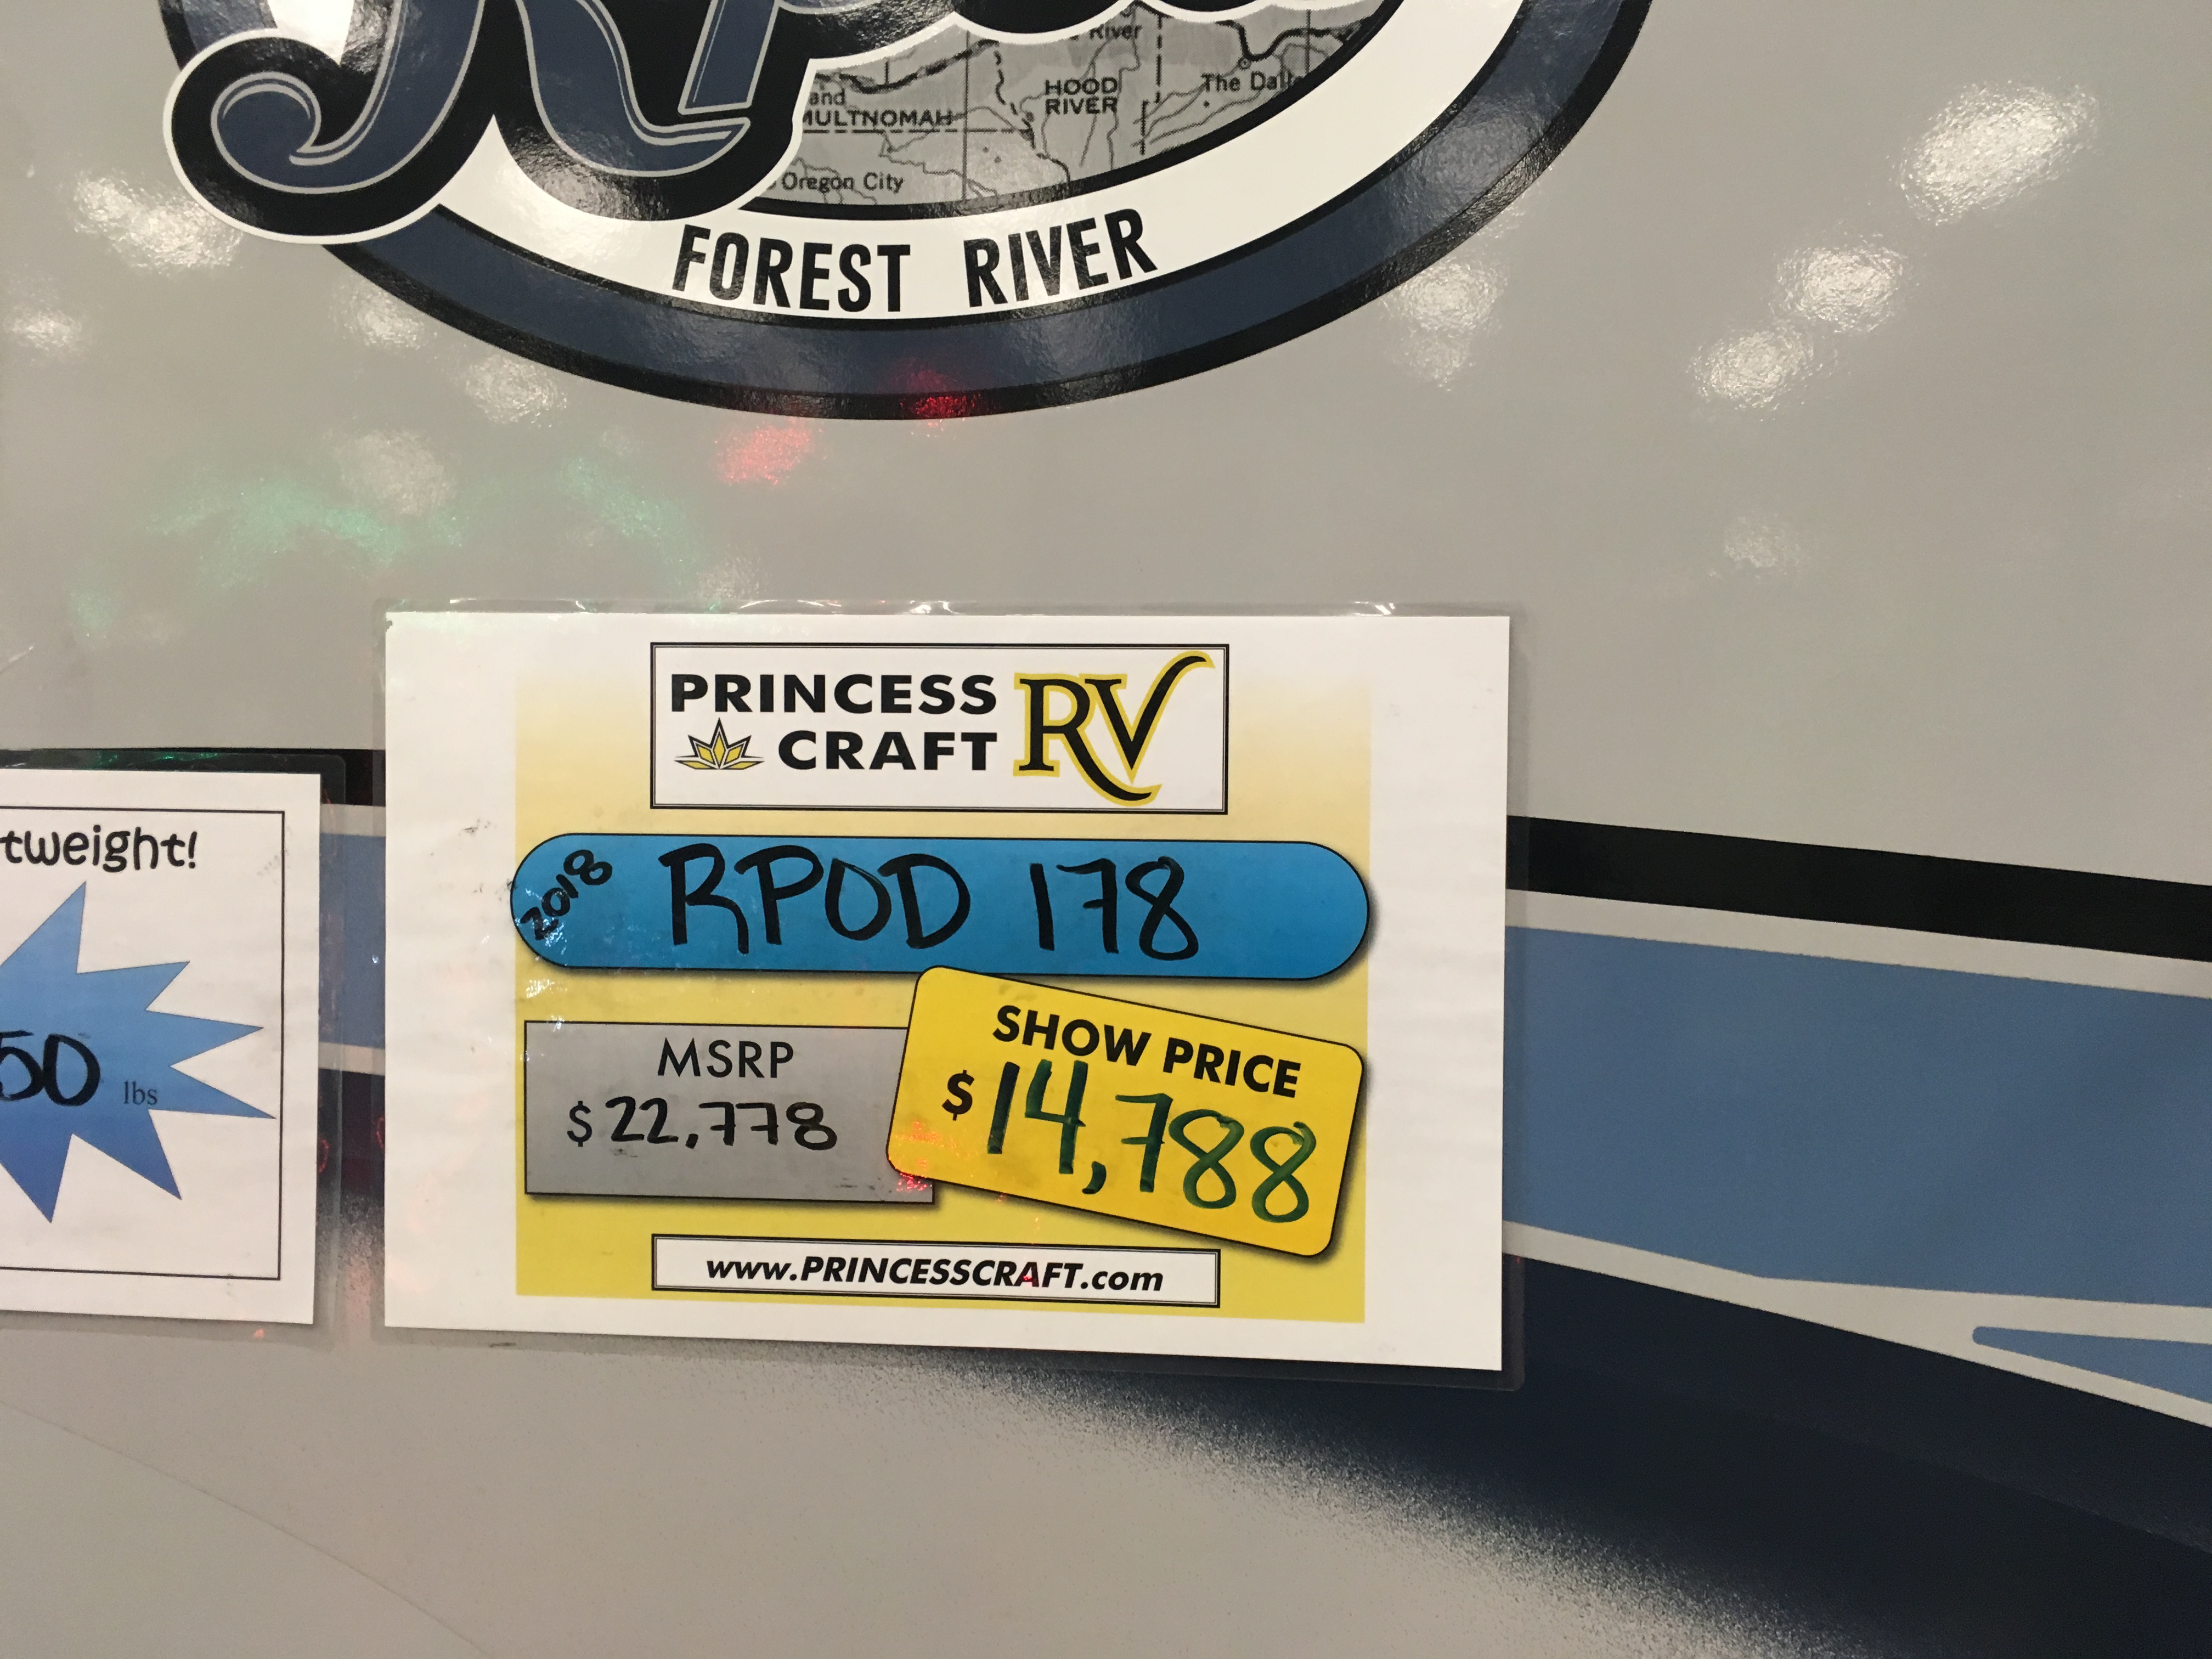 River
HOOD
RIVER
The
and
MULTNOMAH
Oregon City
FOREST RIVER
PRINCESS
CRAFT
RV
2018 RPOD 178
MSRP
$22,778
SHOW PRICE
$14,788
www.PRINCESSCRAFT.com
tweight!
50 lbs